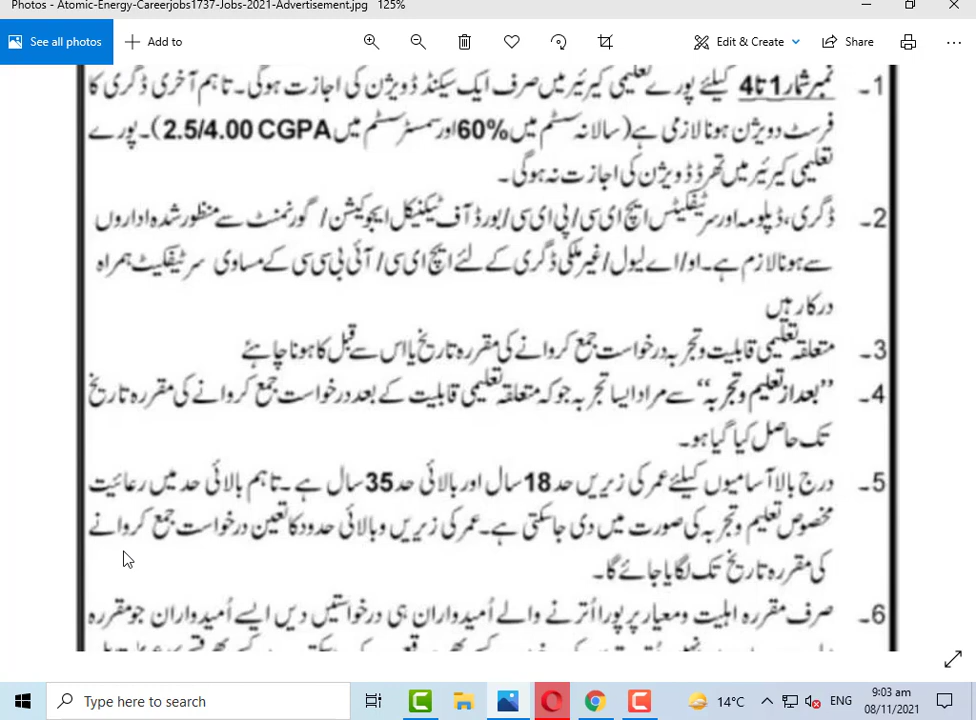 Photos - Atomic-Energy-Careerjobs1737-Jobs-2021-Advertisement.jpg 125%
See all photos
Add to
Edit & Create
Share
1- نمبر شمار 1 تا 4 کیلئے پورے تعلیمی کیرئیر میں صرف ایک سیکنڈ ڈویژن کی اجازت ہوگی۔ تاہم آخری ڈگری کا
فرسٹ دویژن ہونا لازمی ہے (سالانہ سسٹم میں 60% اور سمسٹر سسٹم میں 2.5/4.00 CGPA)۔ پورے
تعلیمی کیرئیر میں تھرڈ ڈویژن کی اجازت نہ ہوگی۔
2- ڈگری، ڈپلومہ اور سرٹیفکیٹس ایچ ای سی/ پی ای سی/ بورڈ آف ٹیکنیکل ایجوکیشن/ گورنمنٹ سے منظور شدہ اداروں
سے ہونا لازم ہے۔ او/ اے لیول/ غیر ملکی ڈگری کے لئے ایچ ای سی/ آئی بی سی سی کے مساوی سرٹیفکیٹ ہمراہ
درکار ہیں
3- متعلقہ تعلیمی قابلیت و تجربہ درخواست جمع کروانے کی مقررہ تاریخ یا اس سے قبل کا ہونا چاہئے
4- "بعد از تعلیم و تجربہ" سے مراد ایسا تجربہ جو کہ متعلقہ تعلیمی قابلیت کے بعد درخواست جمع کروانے کی مقررہ تاریخ
تک حاصل کیا گیا ہو۔
5- درج بالا آسامیوں کیلئے عمر کی زیریں حد 18 سال اور بالائی حد 35 سال ہے۔ تاہم بالائی حد میں رعائیت
مخصوص تعلیم و تجربہ کی صورت میں دی جاسکتی ہے۔ عمر کی زیریں و بالائی حدود کا تعین درخواست جمع کروانے
کی مقررہ تاریخ تک لگایا جائے گا۔
6- صرف مقررہ اہلیت و معیار پر پورا اُترنے والے اُمیدواران ہی درخواستیں دیں ایسے اُمیدواران جو مقررہ
Type here to search
14°C
ENG
9:03 am
08/11/2021